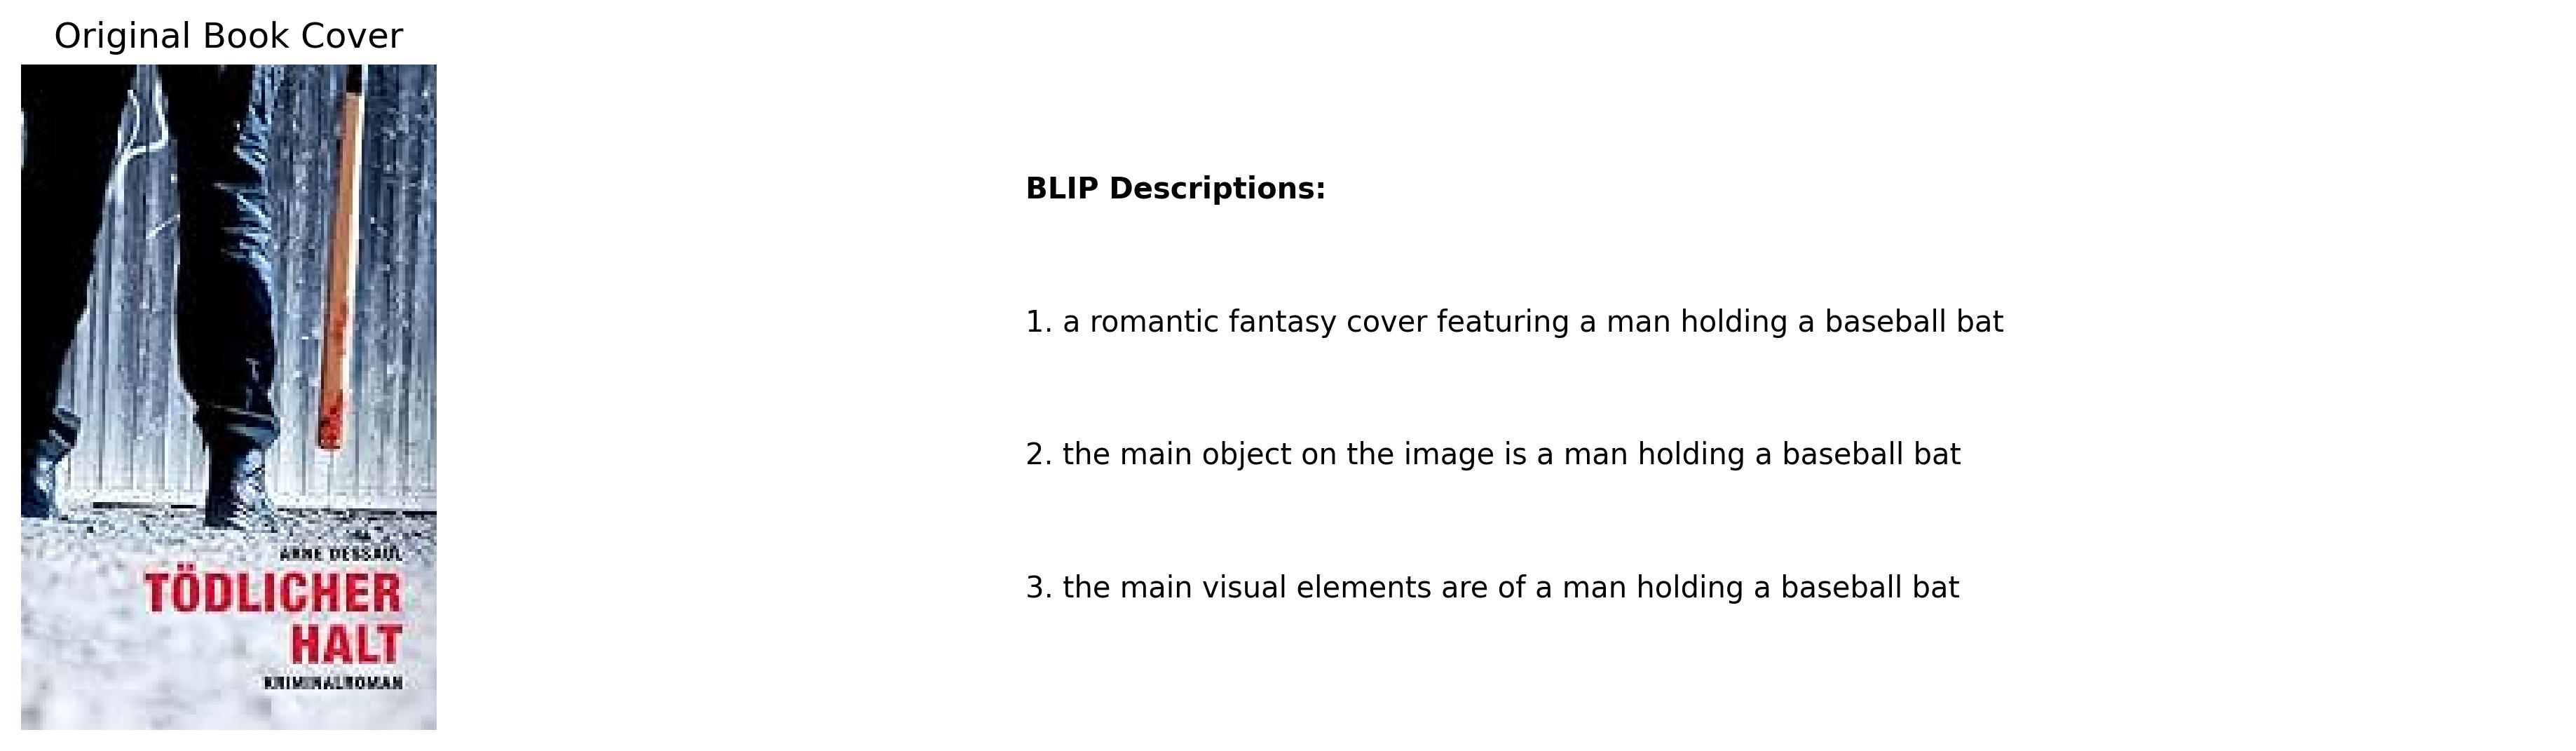 Original Book Cover
ARNE DESSAUL
TÖDLICHER
HALT
KRIMINALROMAN
BLIP Descriptions:
1. a romantic fantasy cover featuring a man holding a baseball bat
2. the main object on the image is a man holding a baseball bat
3. the main visual elements are of a man holding a baseball bat